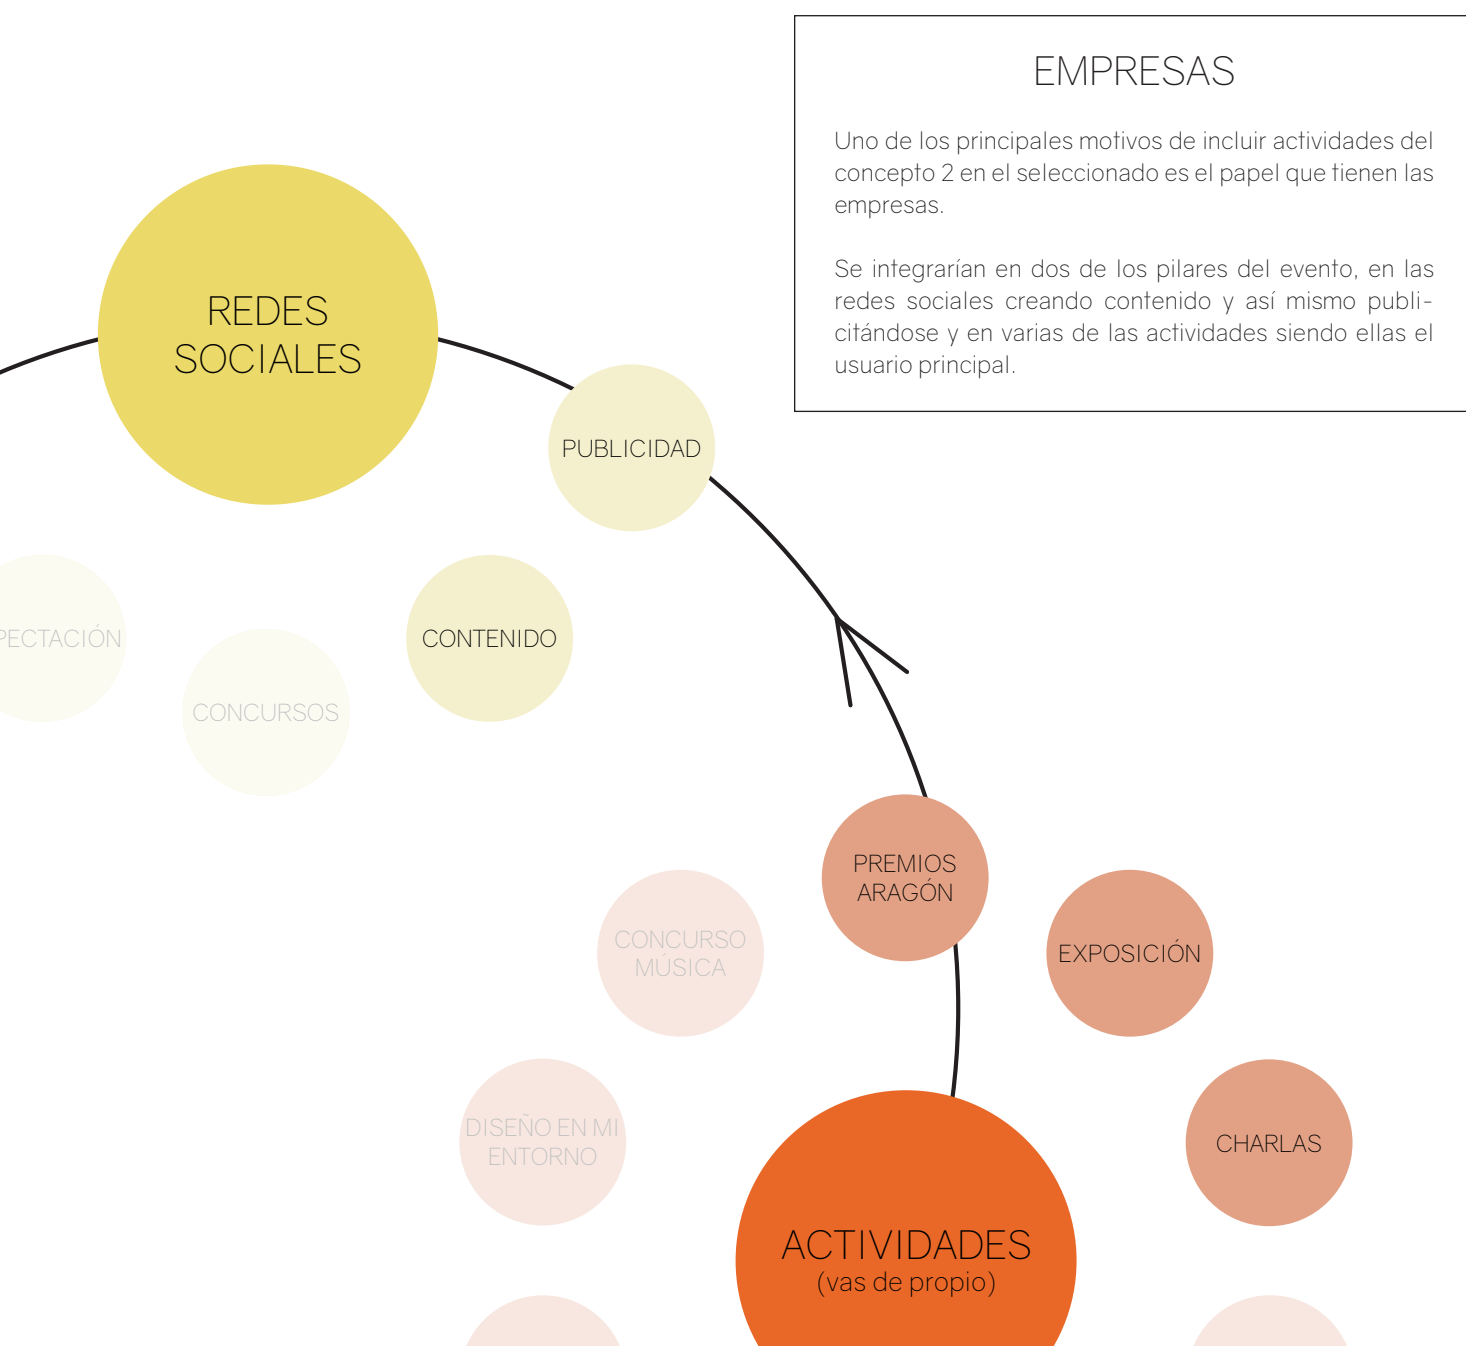 EMPRESAS
Uno de los principales motivos de incluir actividades del
concepto 2 en el seleccionado es el papel que tienen las
empresas.
Se integrarían en dos de los pilares del evento, en las
redes sociales creando contenido y así mismo publi-
citándose y en varias de las actividades siendo ellas el
usuario principal.
REDES
SOCIALES
PUBLICIDAD
PECTACIÓN
CONCURSOS
CONTENIDO
PREMIOS
ARAGÓN
CONCURSO
MÚSICA
EXPOSICIÓN
DISEÑO EN MI
ENTORNO
CHARLAS
ACTIVIDADES
(vas de propio)